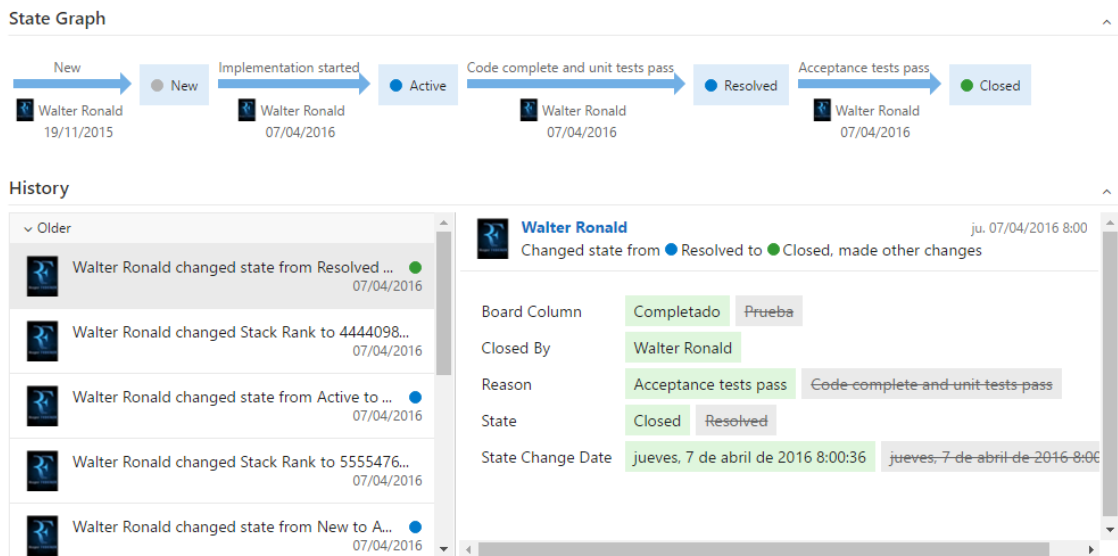 State Graph
New
Implementation started
Code complete and unit tests pass
Acceptance tests pass
New
Active
Resolved
Closed
Walter Ronald
Walter Ronald
Walter Ronald
Walter Ronald
19/11/2015
07/04/2016
07/04/2016
07/04/2016
History
Older
Walter Ronald changed state from Resolved ...
07/04/2016
Walter Ronald changed Stack Rank to 4444098...
07/04/2016
Walter Ronald changed state from Active to ...
07/04/2016
Walter Ronald changed Stack Rank to 5555476...
07/04/2016
Walter Ronald changed state from New to A...
07/04/2016
Walter Ronald
ju. 07/04/2016 8:00
Changed state from Resolved to Closed, made other changes
Board Column Completado Prueba
Closed By Walter Ronald
Reason Acceptance tests pass Code complete and unit tests pass
State Closed Resolved
State Change Date jueves, 7 de abril de 2016 8:00:36 jueves, 7 de abril de 2016 8:00